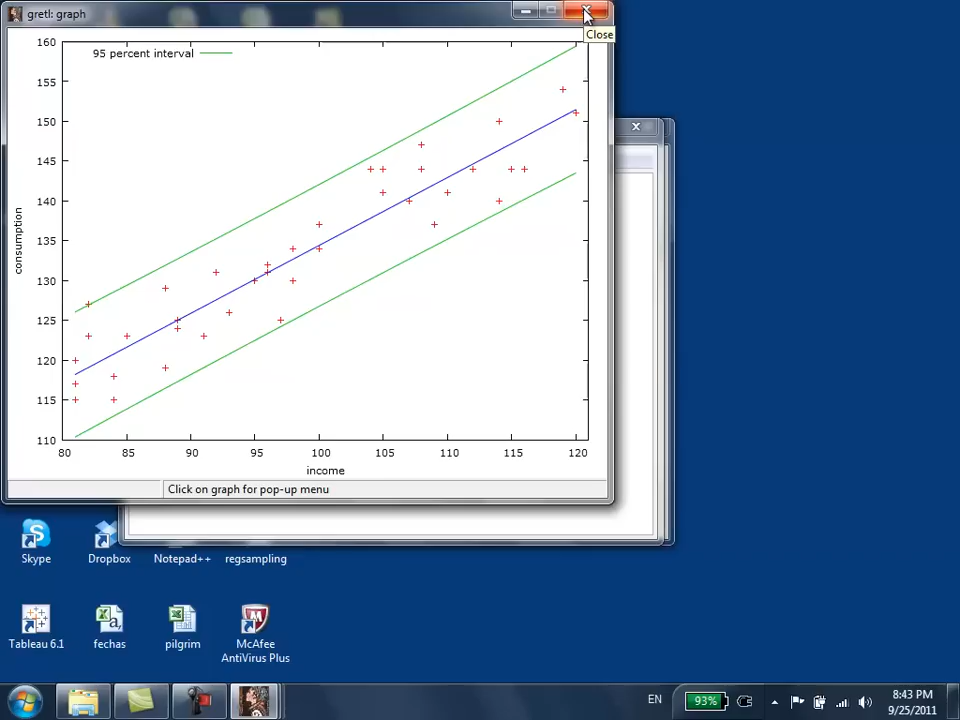 gretl: graph
Close
160
95 percent interval
155
150
145
140
135
130
125
120
115
110
consumption
80 85 90 95 100 105 110 115 120
income
Click on graph for pop-up menu
Skype Dropbox Notepad++ regsampling
Tableau 6.1 fechas pilgrim McAfee
AntiVirus Plus
EN 93% 8:43 PM
9/25/2011